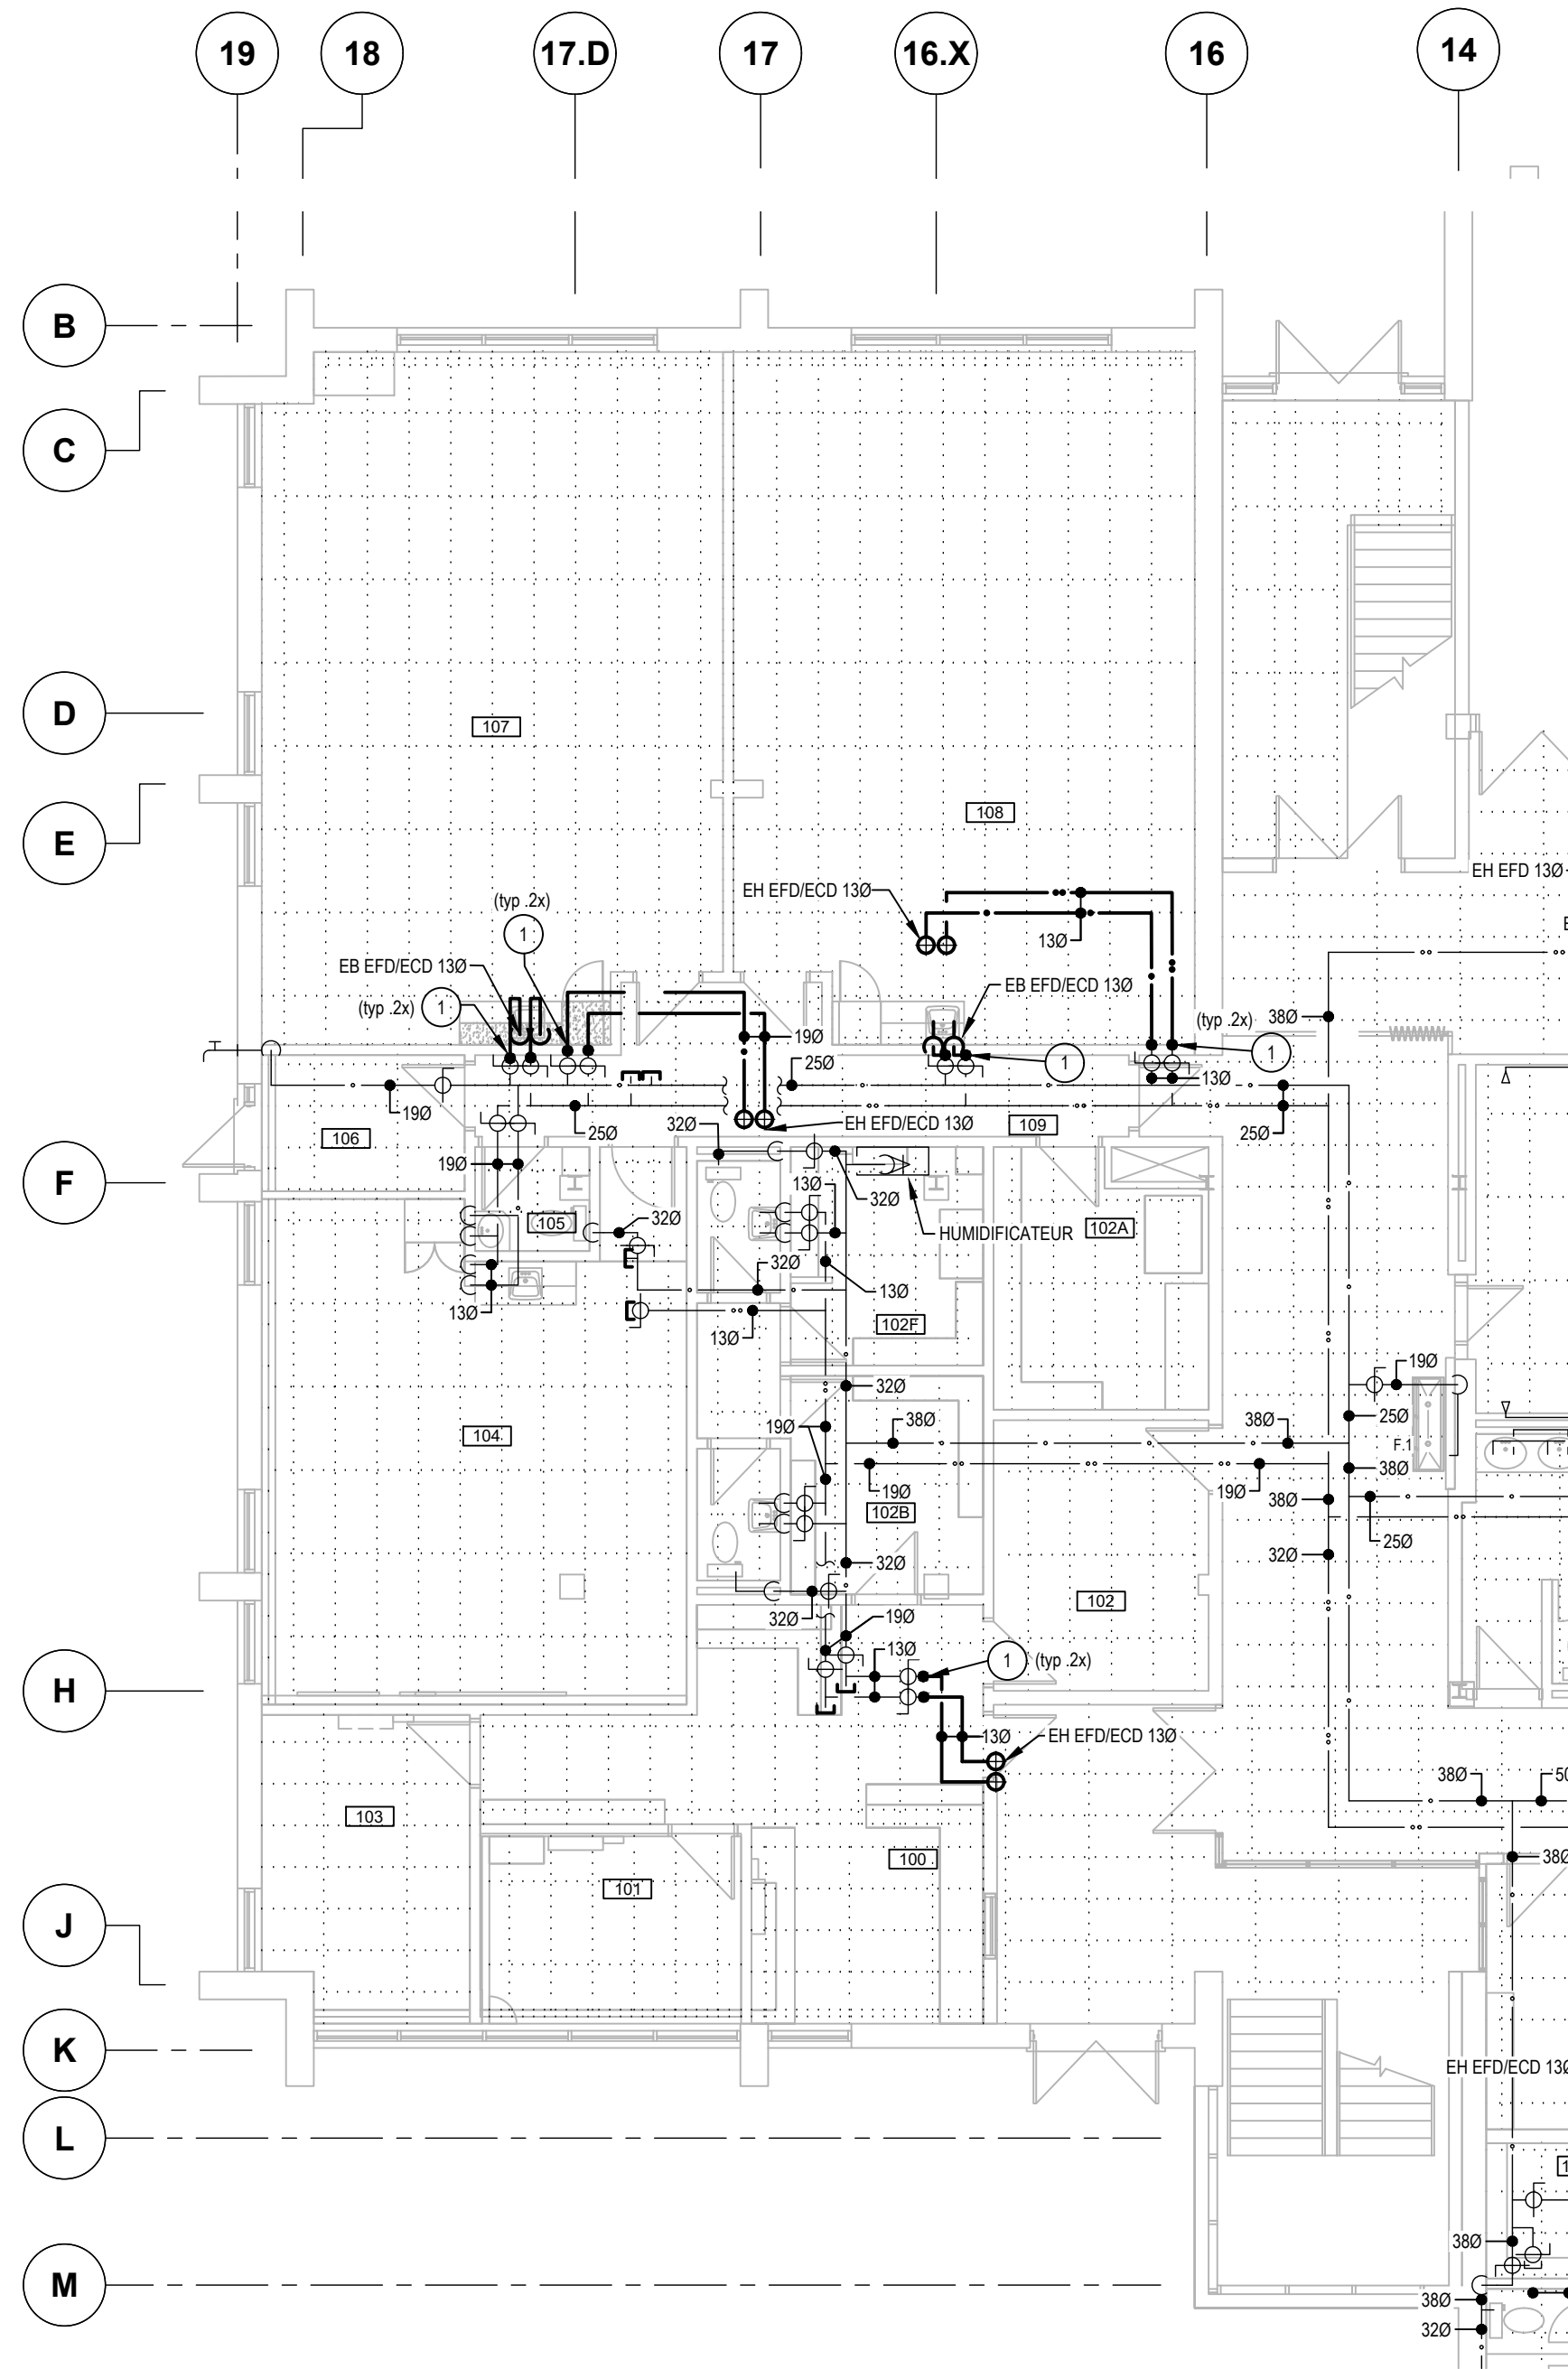 19
18
17.D
17
16.X
16
14
B
C
D
E
F
H
J
K
L
M
107
108
EH EFD/ECD 13Ø
13Ø
EH EFD 13Ø
(typ .2x)
1
EB EFD/ECD 13Ø
(typ .2x)
1
EB EFD/ECD 13Ø
(typ .2x)
1
1
38Ø
19Ø
25Ø
13Ø
19Ø
106
25Ø
32Ø
EH EFD/ECD 13Ø
109
25Ø
19Ø
105
32Ø
13Ø
32Ø
HUMIDIFICATEUR
102A
32Ø
13Ø
13Ø
13Ø
102F
19Ø
32Ø
25Ø
F.1
104
19Ø
38Ø
38Ø
38Ø
19Ø
19Ø
38Ø
102B
25Ø
32Ø
32Ø
102
32Ø
19Ø
13Ø
1
(typ .2x)
13Ø
EH EFD/ECD 13Ø
38Ø
103
100
38Ø
101
EH EFD/ECD 13Ø
38Ø
38Ø
32Ø